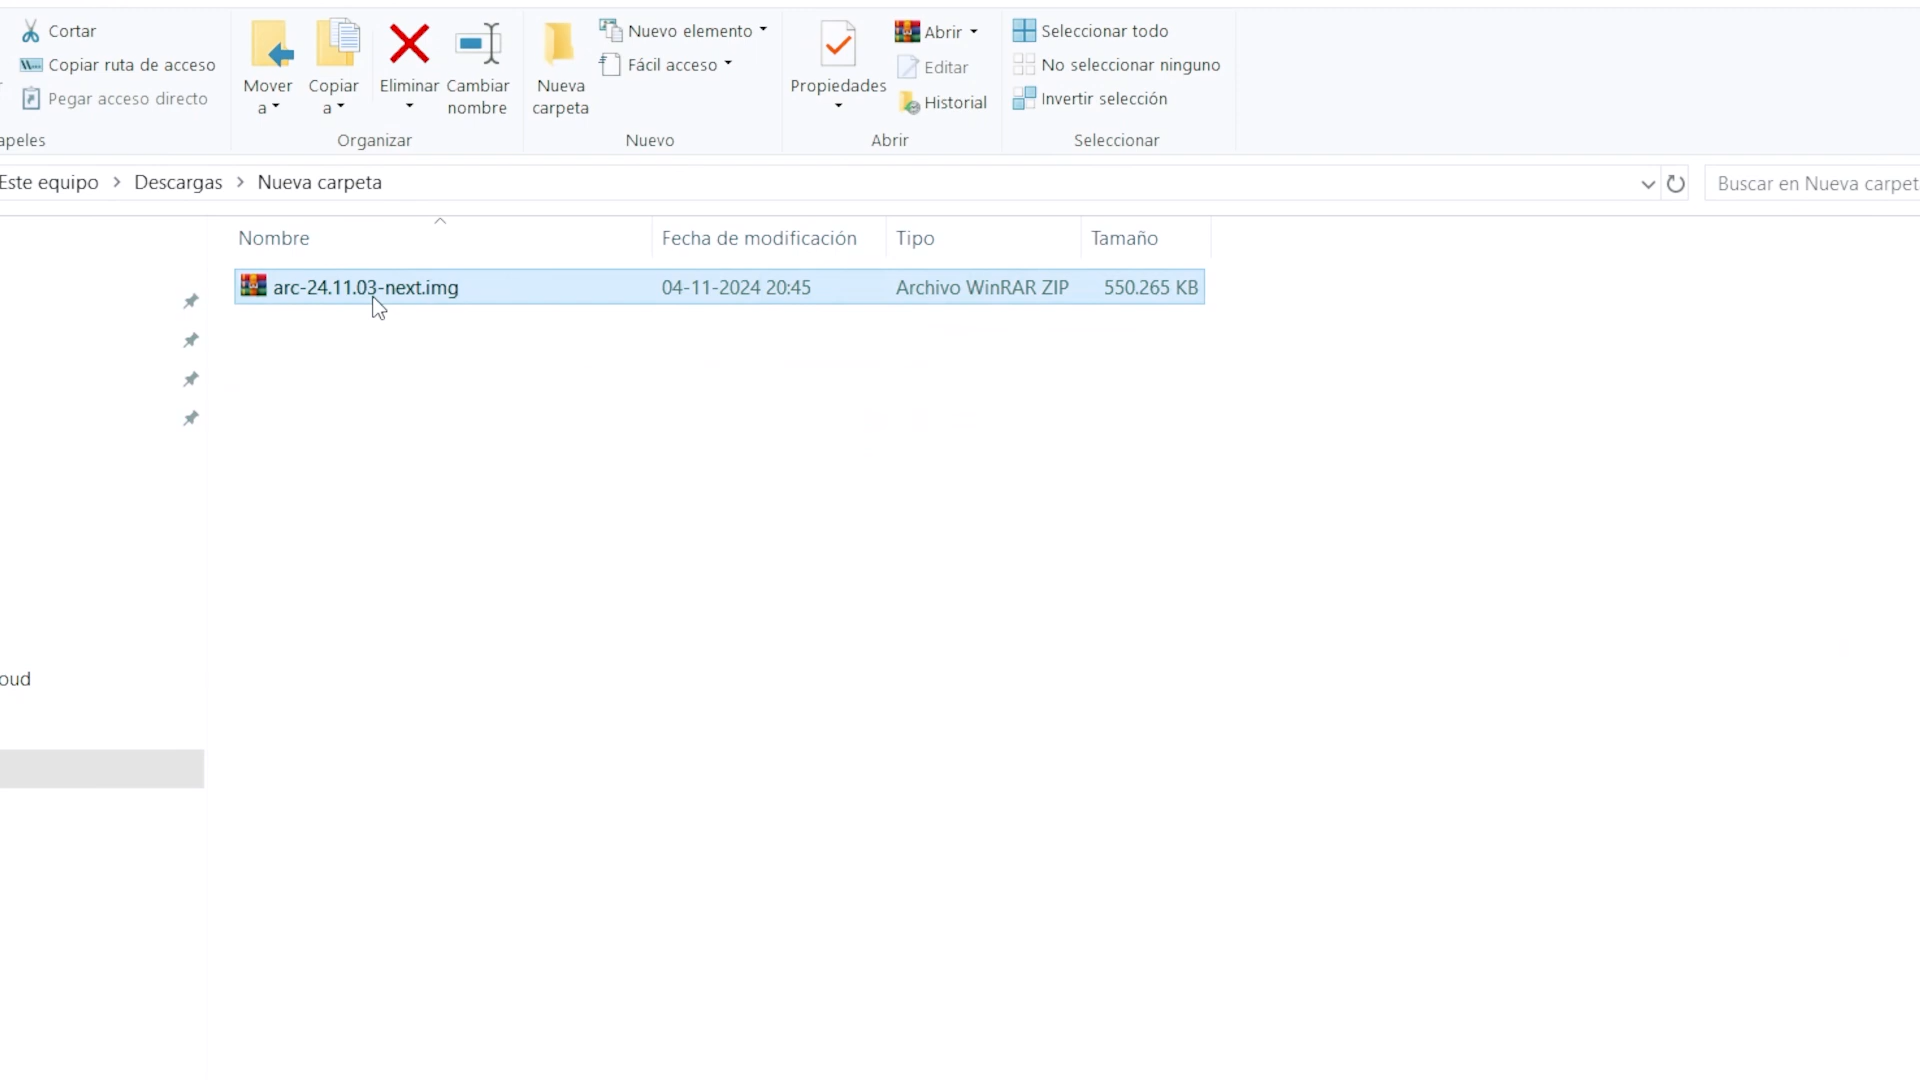 Cortar
Copiar ruta de acceso
Pegar acceso directo
apeles
Mover
a
Copiar
a
Eliminar
Cambiar
nombre
Organizar
Nueva
carpeta
Nuevo elemento
Fácil acceso
Nuevo
Propiedades
Abrir
Editar
Historial
Abrir
Seleccionar todo
No seleccionar ninguno
Invertir selección
Seleccionar
Este equipo > Descargas > Nueva carpeta
Buscar en Nueva carpet
Nombre Fecha de modificación Tipo Tamaño
arc-24.11.03-next.img 04-11-2024 20:45 Archivo WinRAR ZIP 550.265 KB
oud